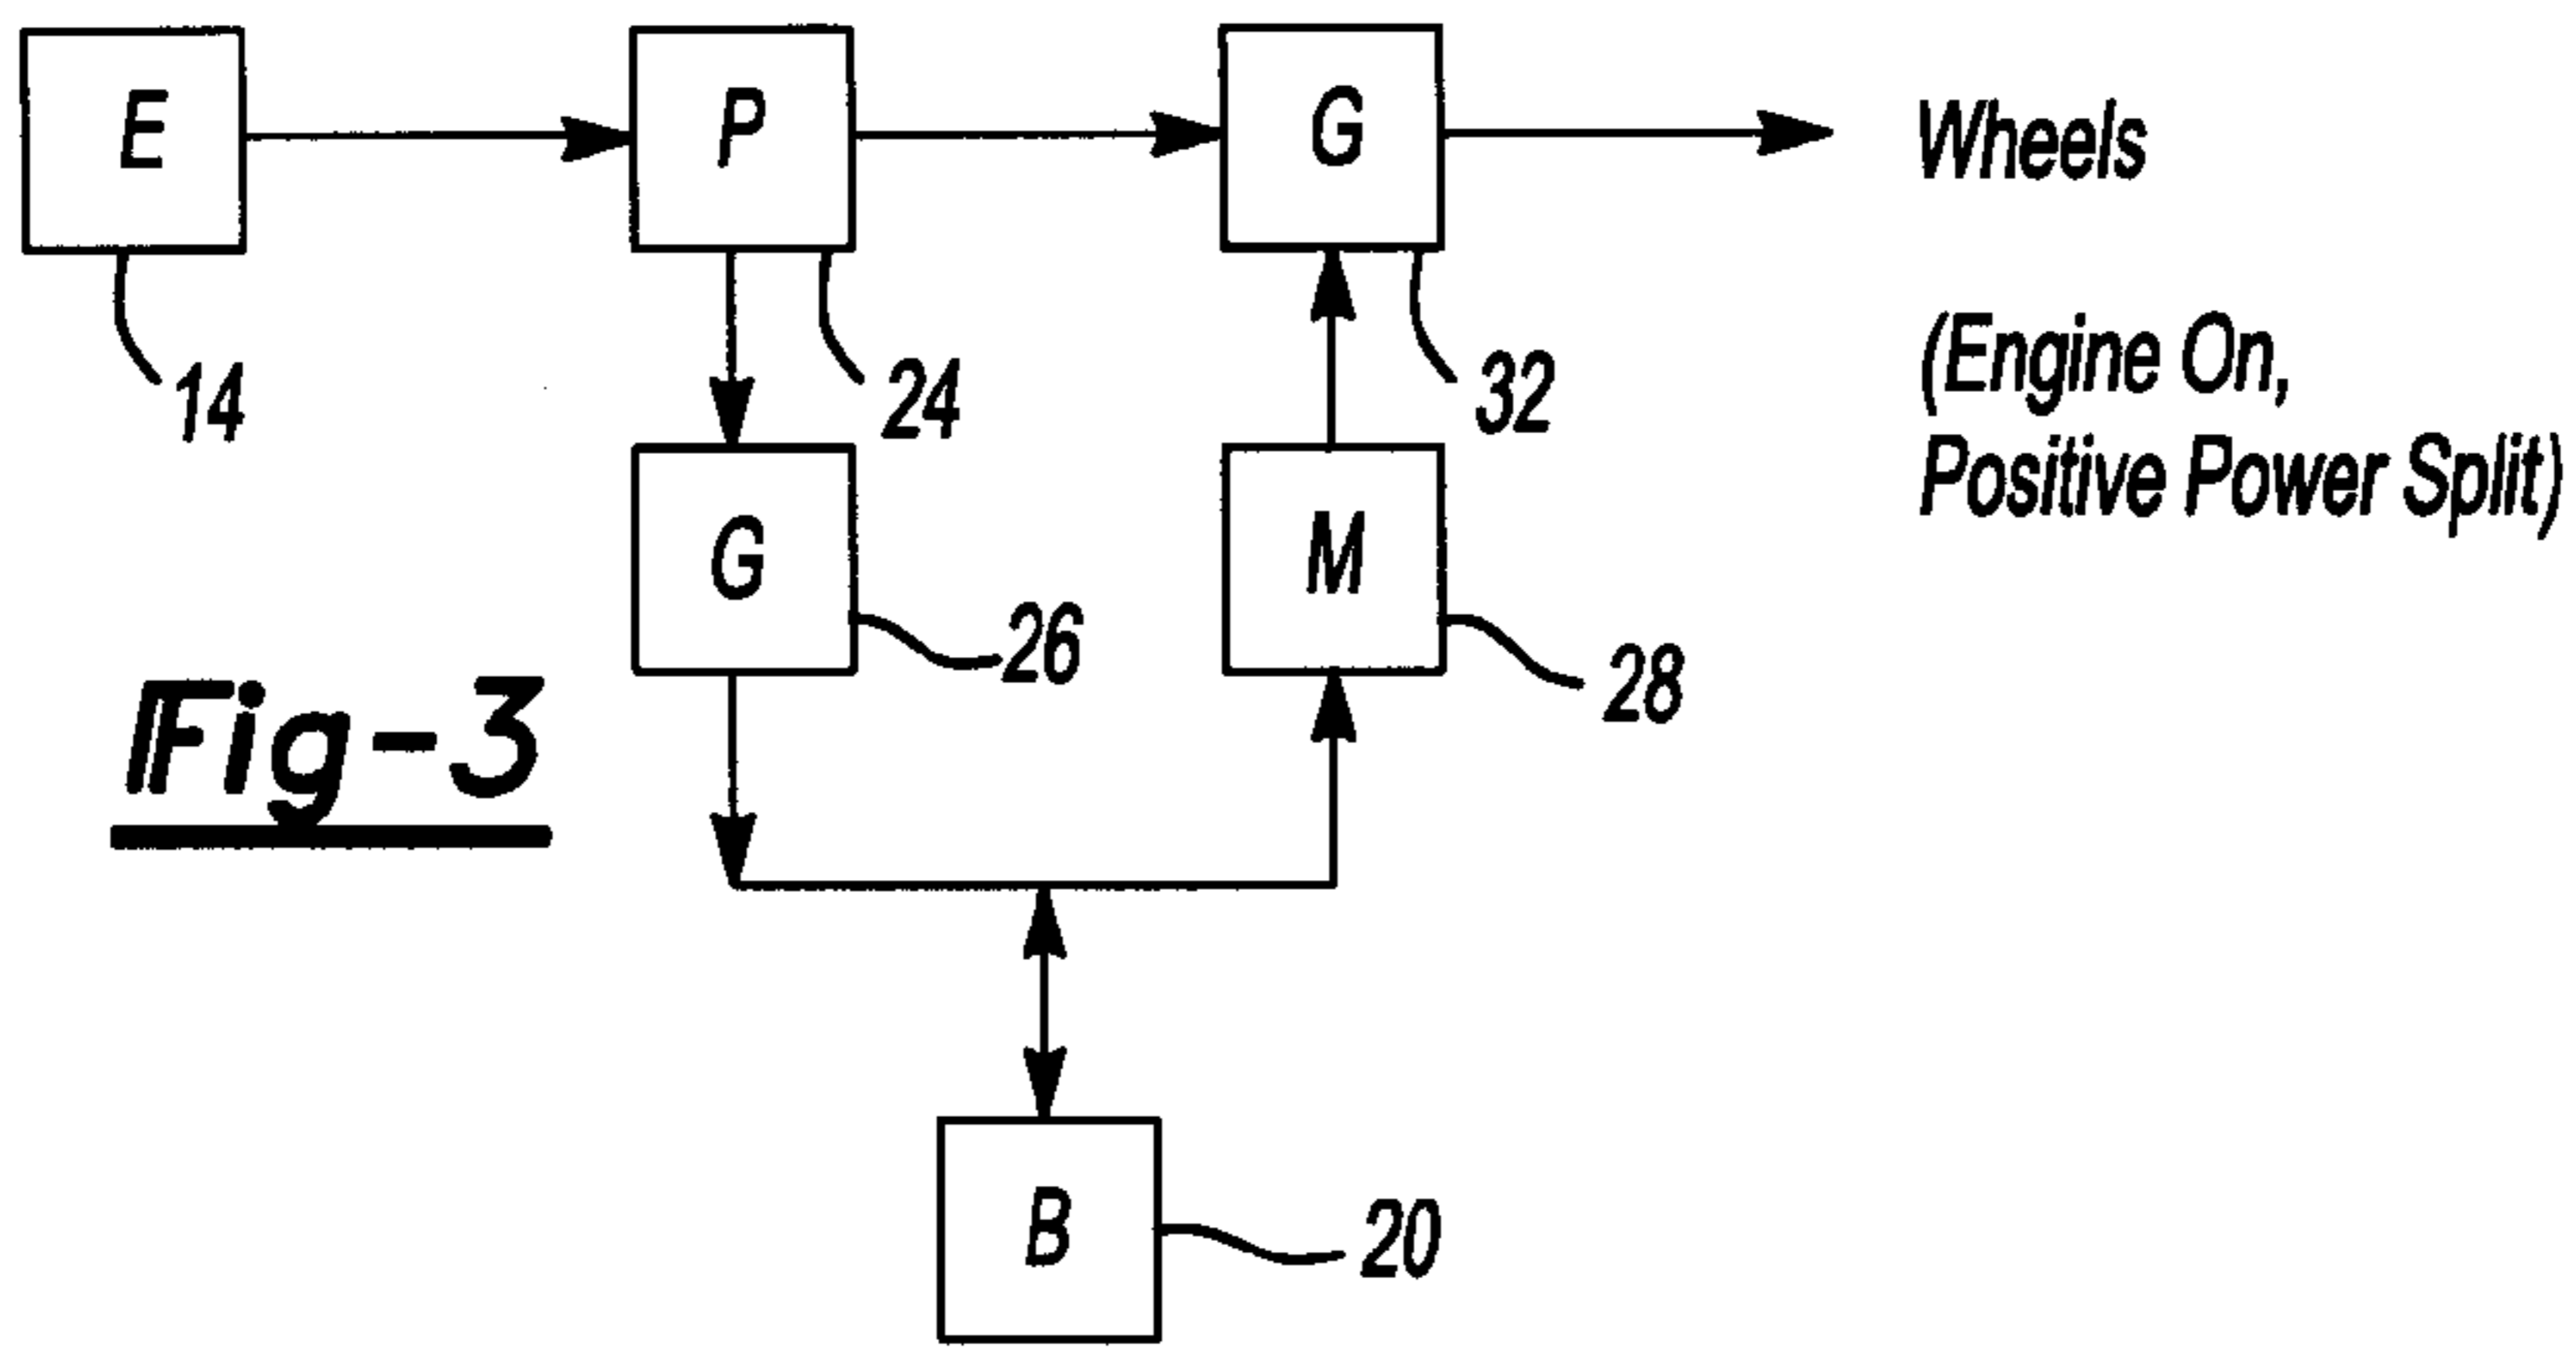 E
P
G
Wheels
14
24
32
(Engine On,
Positive Power Split)
G
M
26
28
Fig-3
B
20